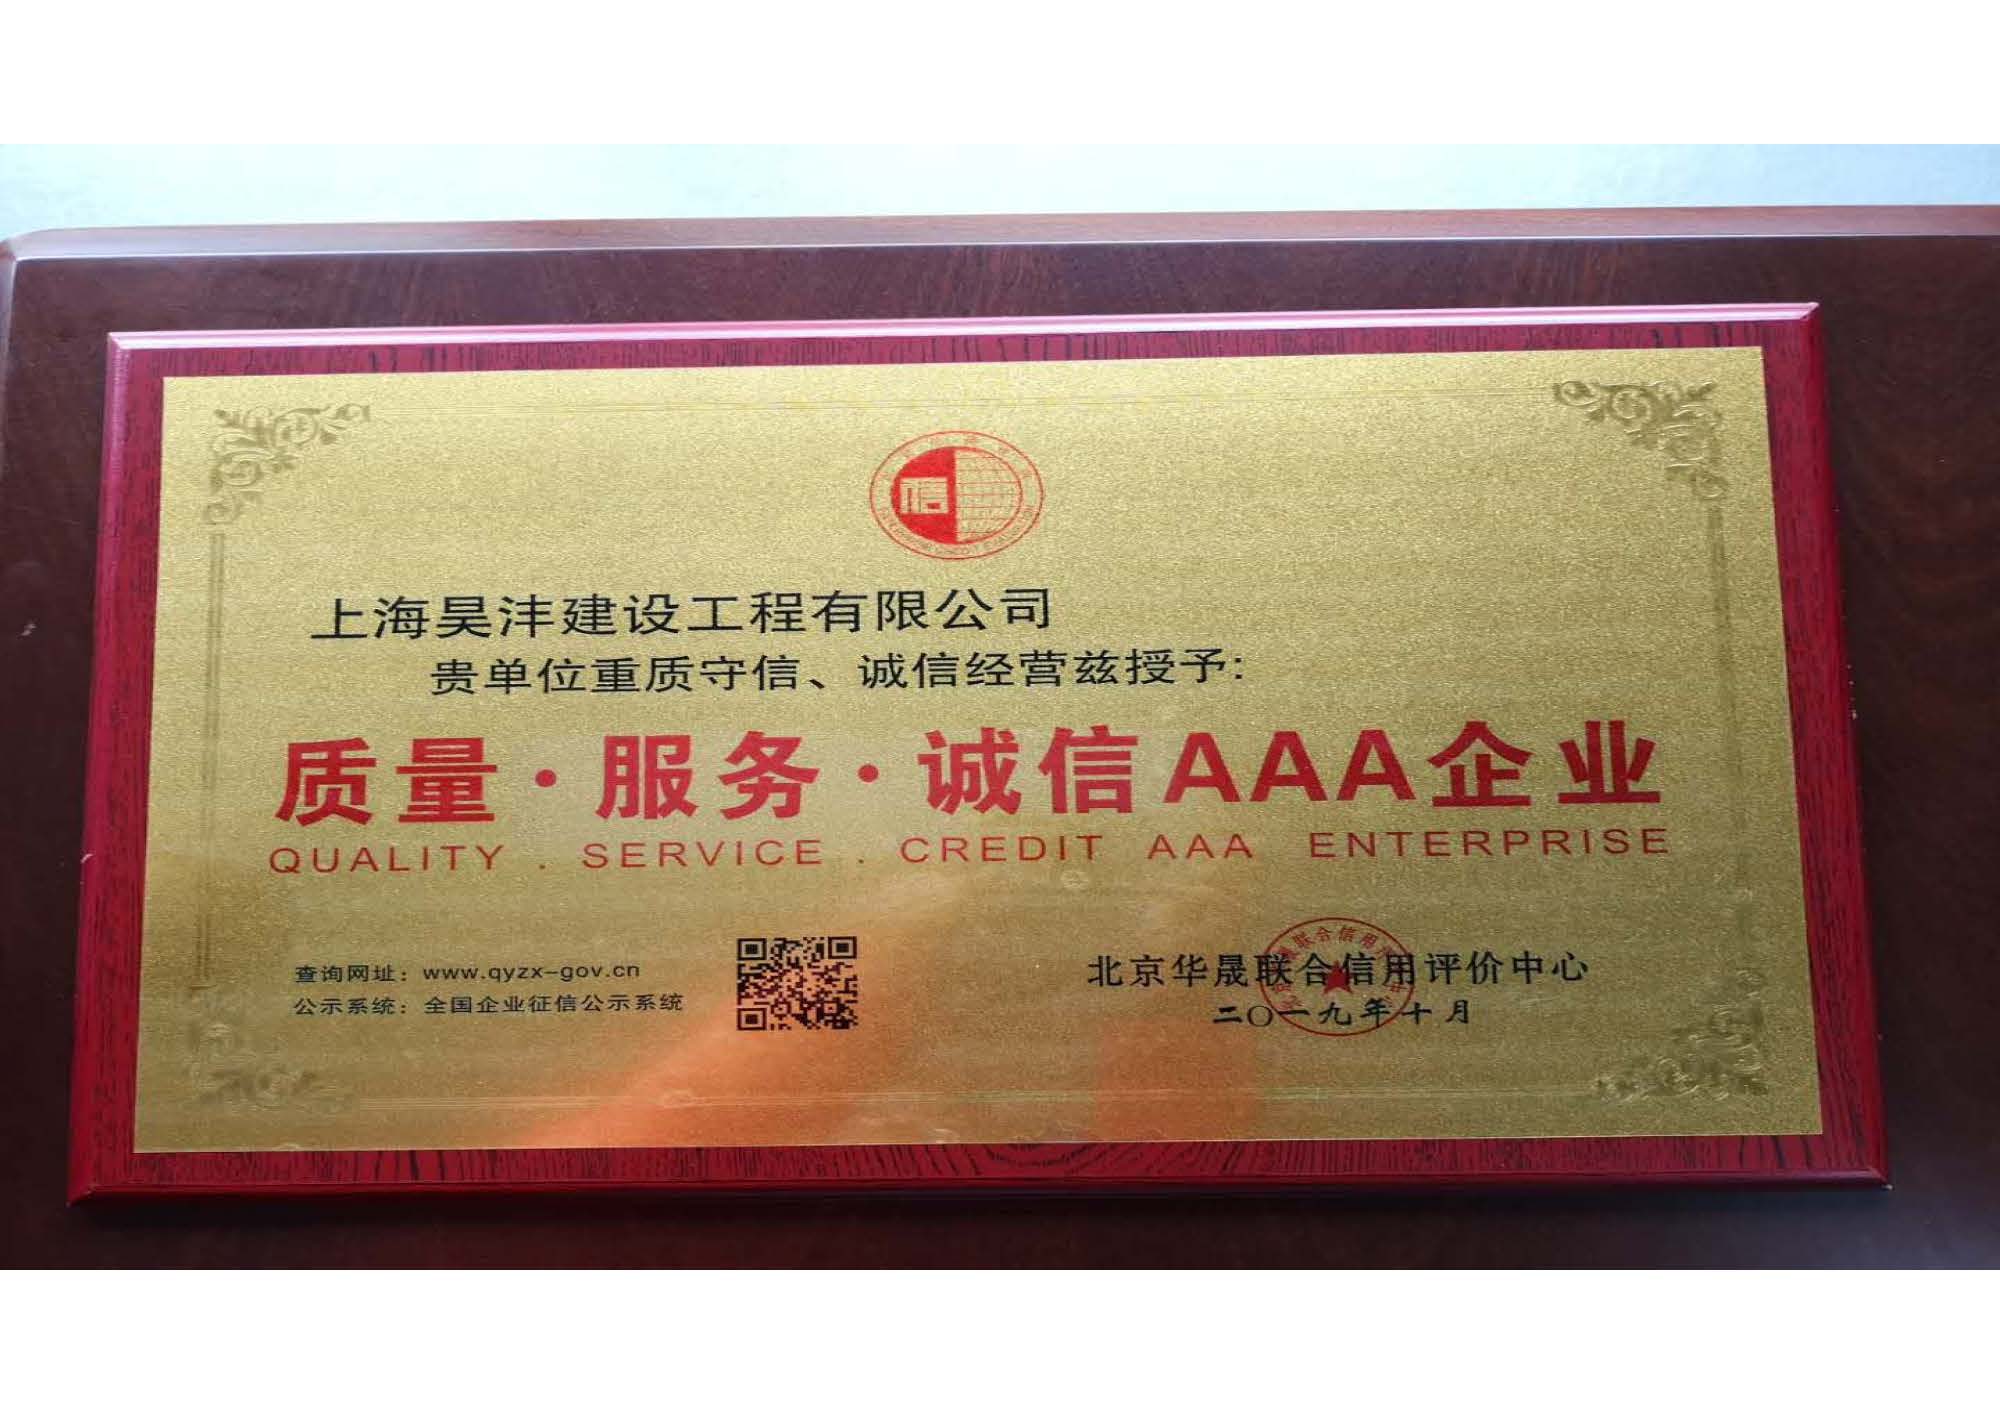 信
上海昊沣建设工程有限公司
贵单位重质守信、诚信经营兹授予:
质量·服务·诚信AAA企业
QUALITY . SERVICE . CREDIT AAA ENTERPRISE
查询网址：www.qyzx-gov.cn
公示系统：全国企业征信公示系统
北京华晟联合信用评价中心
二〇一九年十月